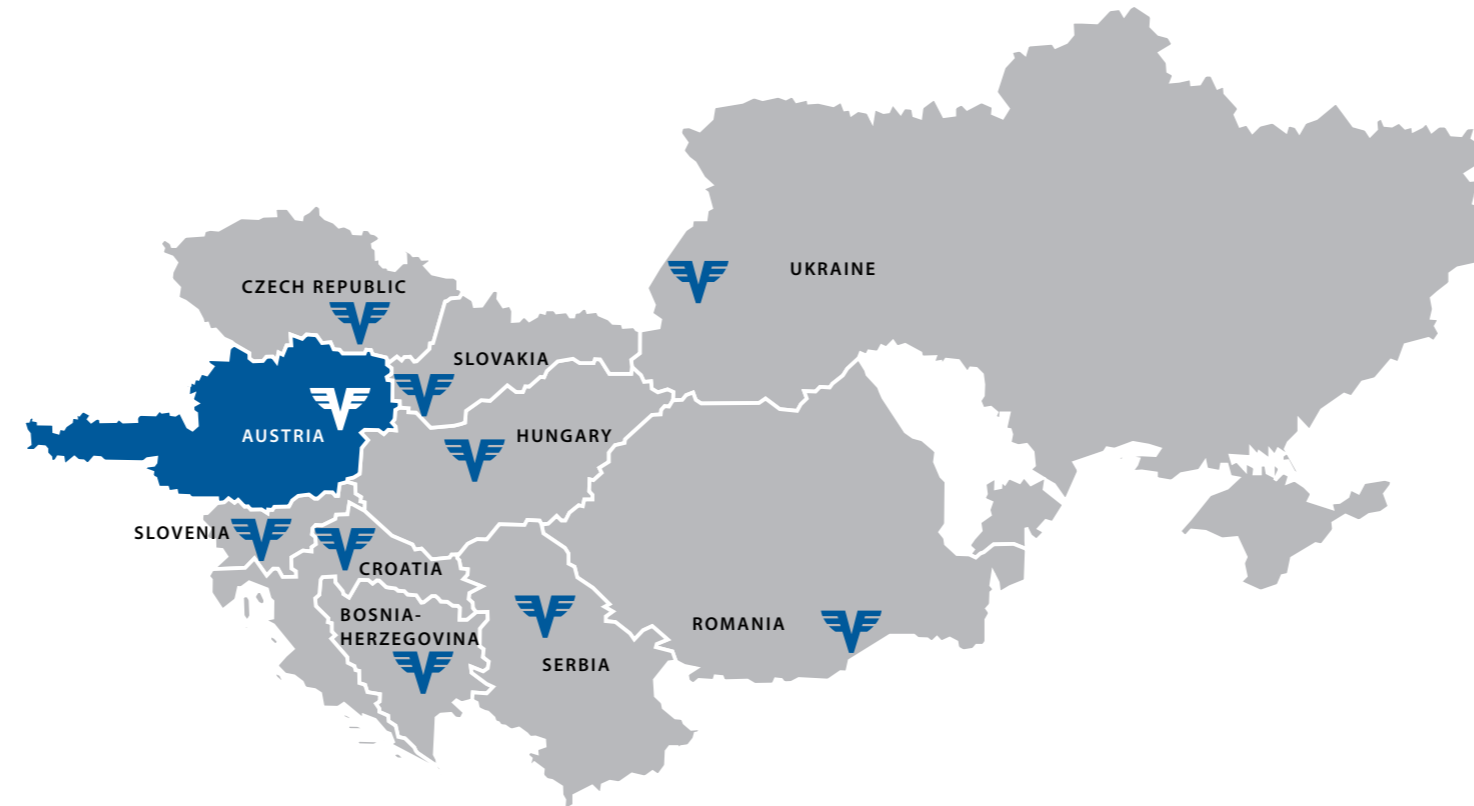 UKRAINE
CZECH REPUBLIC
SLOVAKIA
AUSTRIA
HUNGARY
SLOVENIA
CROATIA
BOSNIA-
HERZEGOVINA
ROMANIA
SERBIA